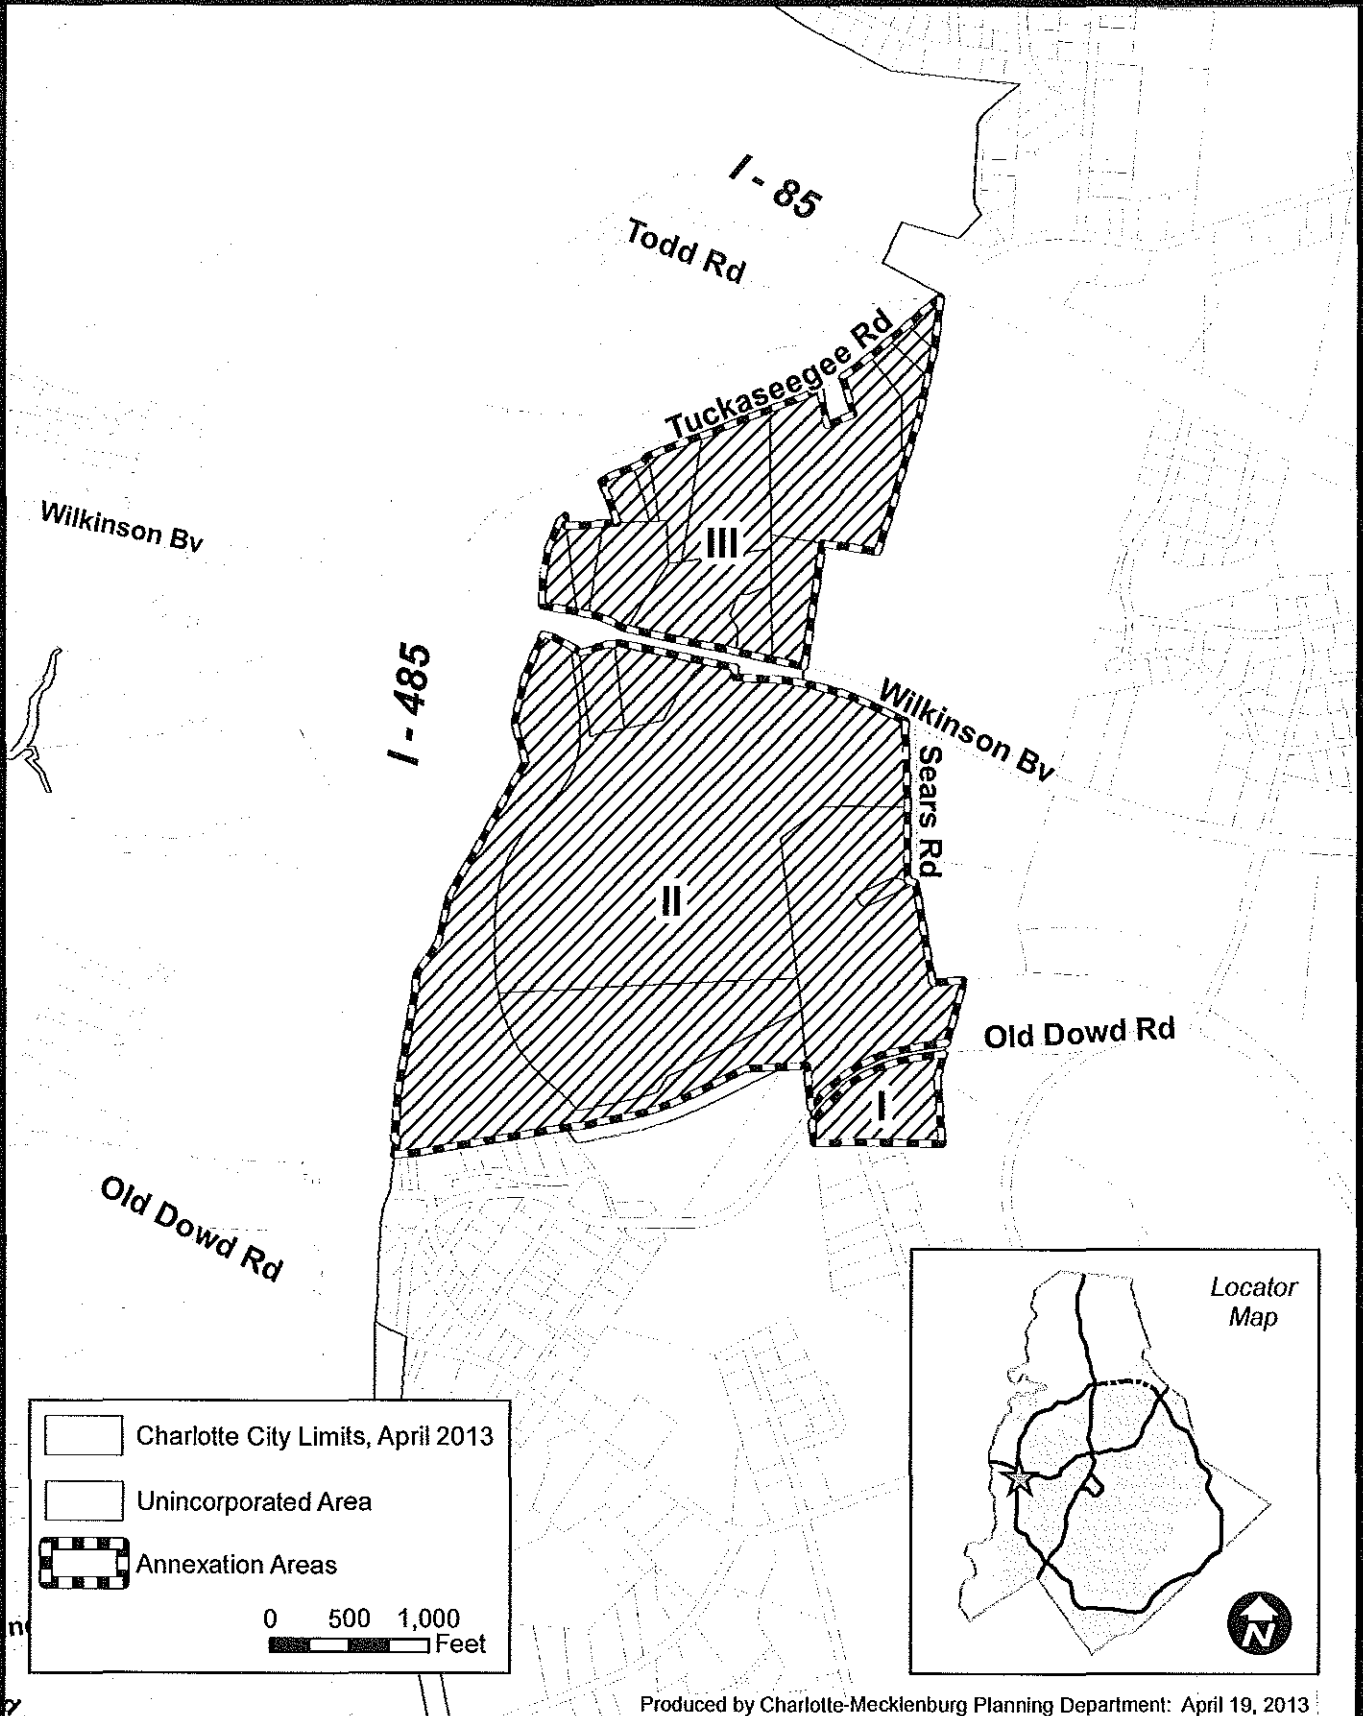 I - 85
Todd Rd
Tuckaseegee Rd
Wilkinson Bv
III
I - 485
Wilkinson Bv
Sears Rd
II
Old Dowd Rd
I
Old Dowd Rd
Locator
Map
Charlotte City Limits, April 2013
Unincorporated Area
Annexation Areas
0 500 1,000
Feet
N
Produced by Charlotte-Mecklenburg Planning Department: April 19, 2013